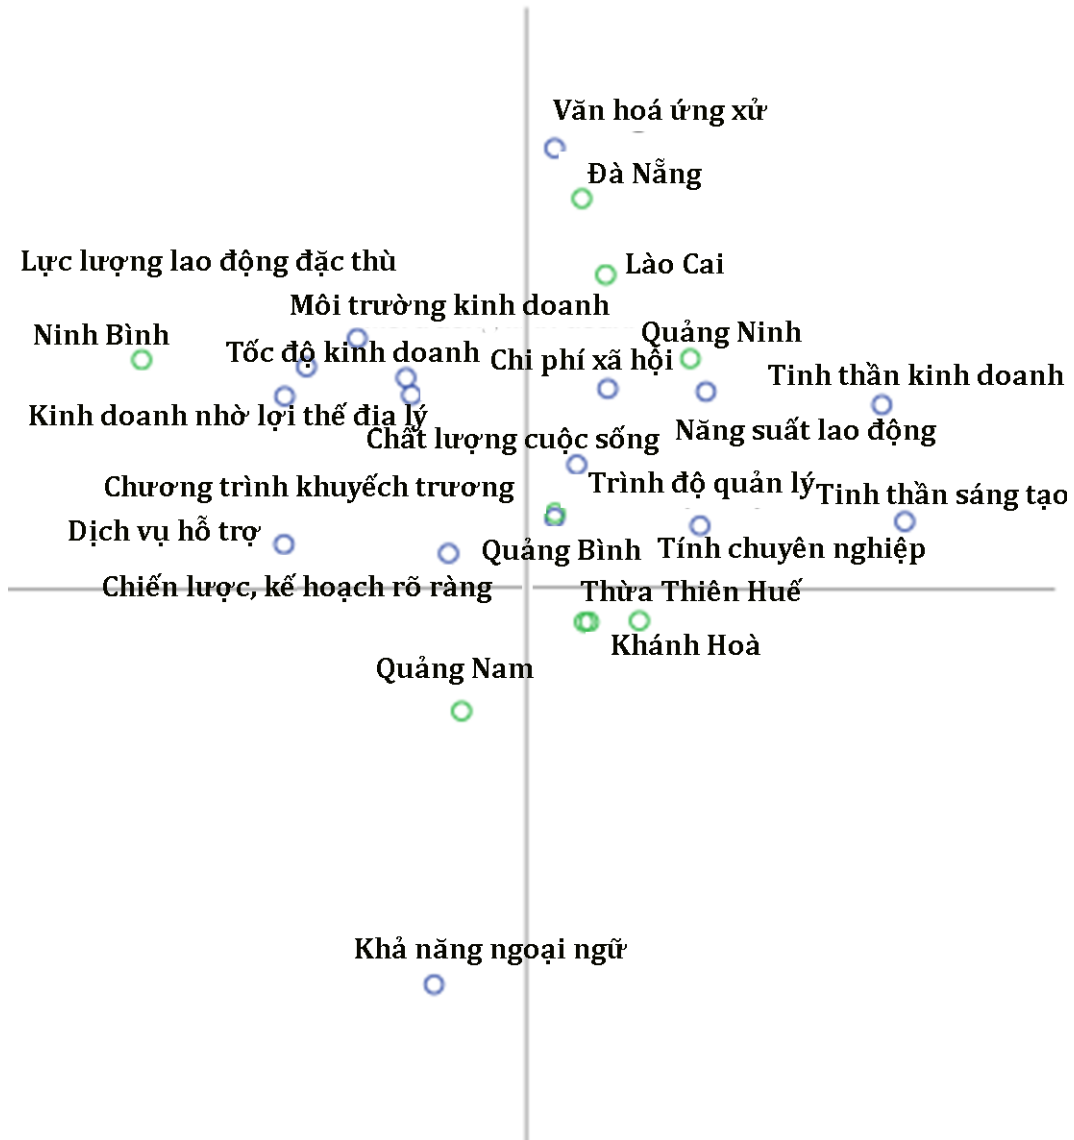 Văn hoá ứng xử
Đà Nẵng
Lực lượng lao động đặc thù
Lào Cai
Môi trường kinh doanh
Ninh Bình
Quảng Ninh
Tốc độ kinh doanh
Chi phí xã hội
Tinh thần kinh doanh
Kinh doanh nhờ lợi thế địa lý
Chất lượng cuộc sống
Năng suất lao động
Chương trình khuyếch trương
Trình độ quản lý
Tinh thần sáng tạo
Dịch vụ hỗ trợ
Quảng Bình
Tính chuyên nghiệp
Chiến lược, kế hoạch rõ ràng
Thừa Thiên Huế
Khánh Hoà
Quảng Nam
Khả năng ngoại ngữ